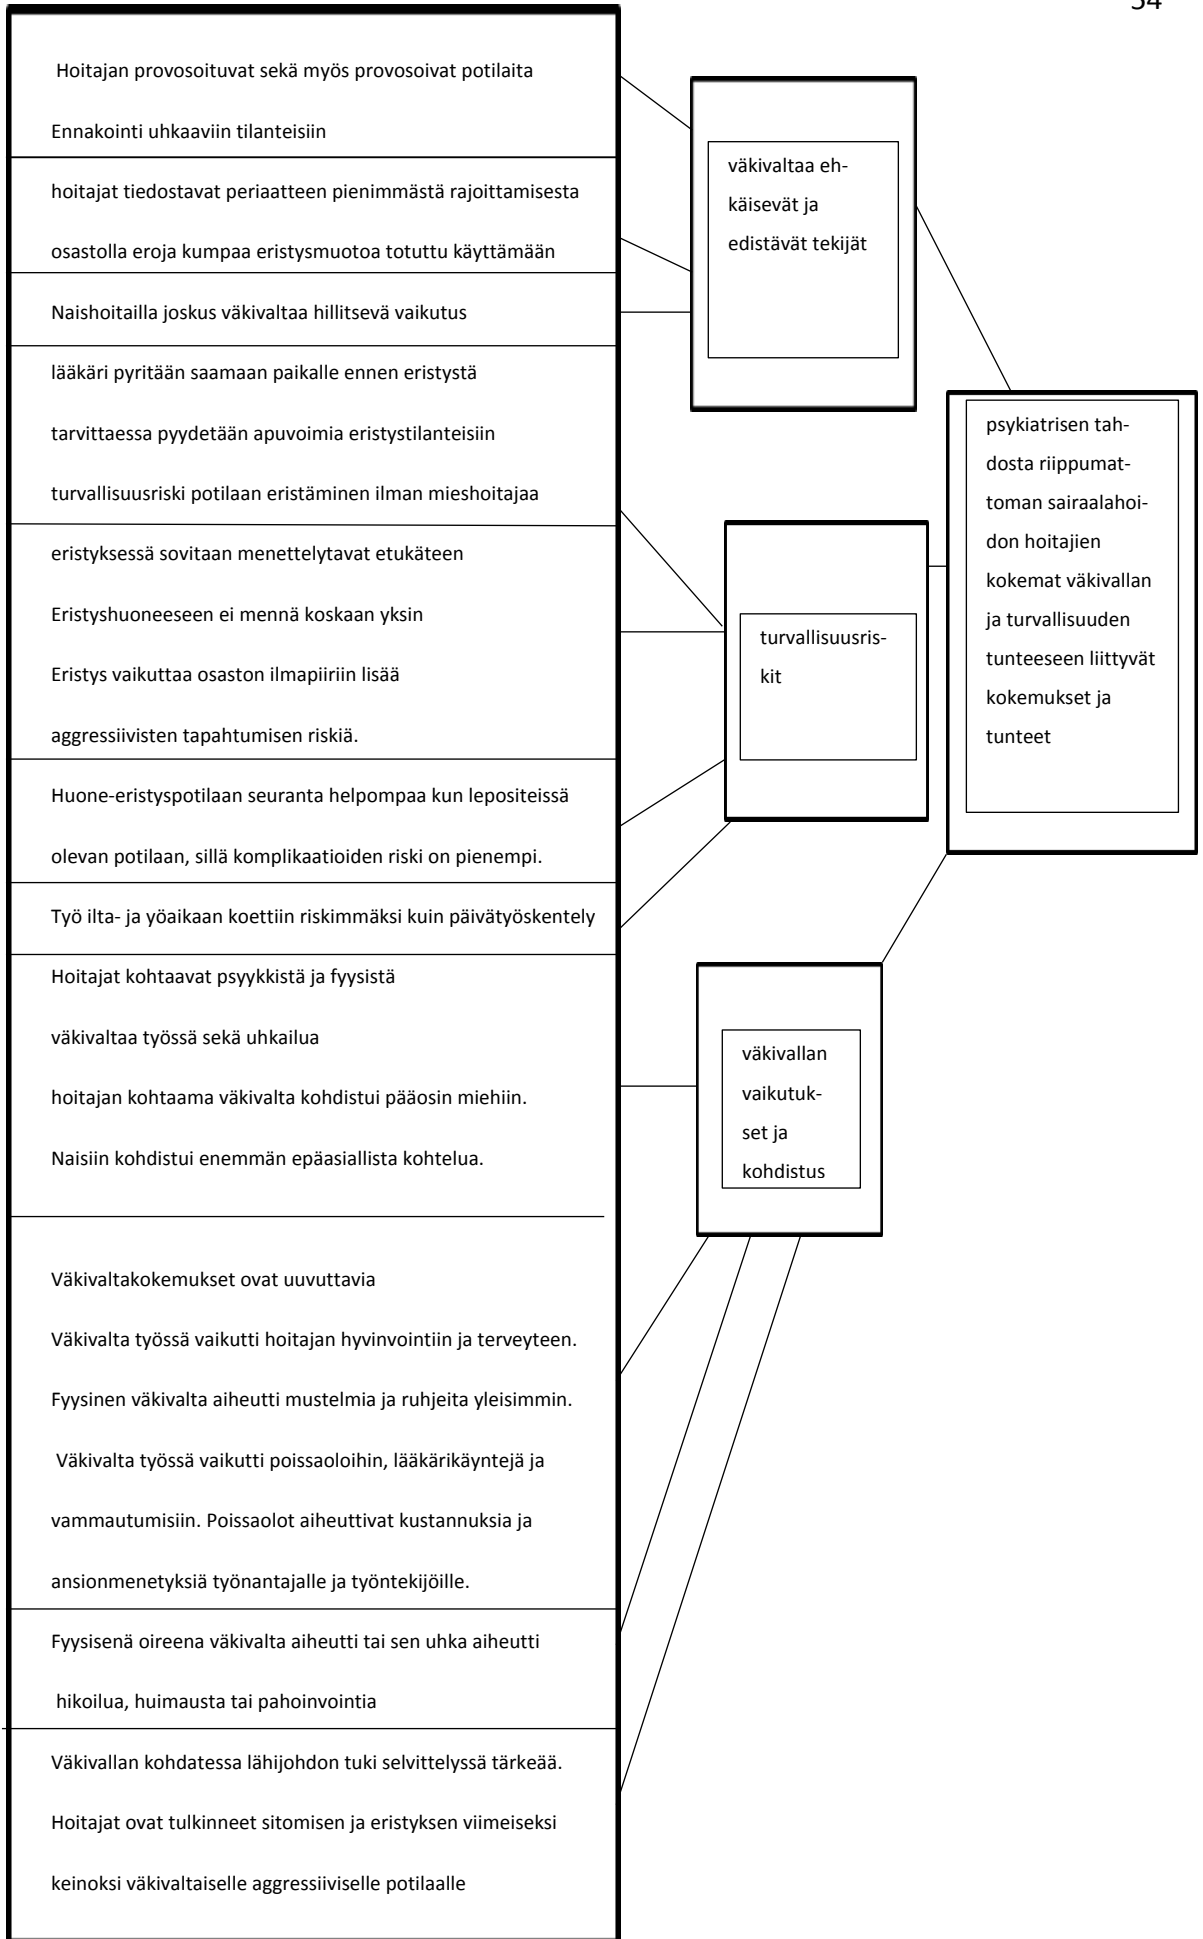 54
Hoitajan provosoituvat sekä myös provosoivat potilaita
Ennakointi uhkaaviin tilanteisiin
hoitajat tiedostavat periaatteen pienimmästä rajoittamisesta
osastolla eroja kumpaa eristysmuotoa totuttu käyttämään
Naishoitailla joskus väkivaltaa hillitsevä vaikutus
lääkäri pyritään saamaan paikalle ennen eristystä
tarvittaessa pyydetään apuvoimia eristystilanteisiin
turvallisuusriski potilaan eristäminen ilman mieshoitajaa
eristyksessä sovitaan menettelytavat etukäteen
Eristyshuoneeseen ei mennä koskaan yksin
Eristys vaikuttaa osaston ilmapiiriin lisää
aggressiivisten tapahtumisen riskiä.
Huone-eristyspotilaan seuranta helpompaa kun lepositeissä
olevan potilaan, sillä komplikaatioiden riski on pienempi.
Työ ilta- ja yöaikaan koettiin riskimmäksi kuin päivätyöskentely
Hoitajat kohtaavat psyykkistä ja fyysistä
väkivaltaa työssä sekä uhkailua
hoitajan kohtaama väkivalta kohdistui pääosin miehiin.
Naisiin kohdistui enemmän epäasiallista kohtelua.
Väkivaltakokemukset ovat uuvuttavia
Väkivalta työssä vaikutti hoitajan hyvinvointiin ja terveyteen.
Fyysinen väkivalta aiheutti mustelmia ja ruhjeita yleisimmin.
Väkivalta työssä vaikutti poissaoloihin, lääkärikäyntejä ja
vammautumisiin. Poissaolot aiheuttivat kustannuksia ja
ansionmenetyksiä työnantajalle ja työntekijöille.
Fyysisenä oireena väkivalta aiheutti tai sen uhka aiheutti
hikoilua, huimausta tai pahoinvointia
Väkivallan kohdatessa lähijohdon tuki selvittelyssä tärkeää.
Hoitajat ovat tulkinneet sitomisen ja eristyksen viimeiseksi
keinoksi väkivaltaiselle aggressiiviselle potilaalle
väkivaltaa eh-
käisevät ja
edistävät tekijät
turvallisuusris-
kit
väkivallan
vaikutuk-
set ja
kohdistus
psykiatrisen tah-
dosta riippumat-
toman sairaalahoi-
don hoitajien
kokemat väkivallan
ja turvallisuuden
tunteeseen liittyvät
kokemukset ja
tunteet